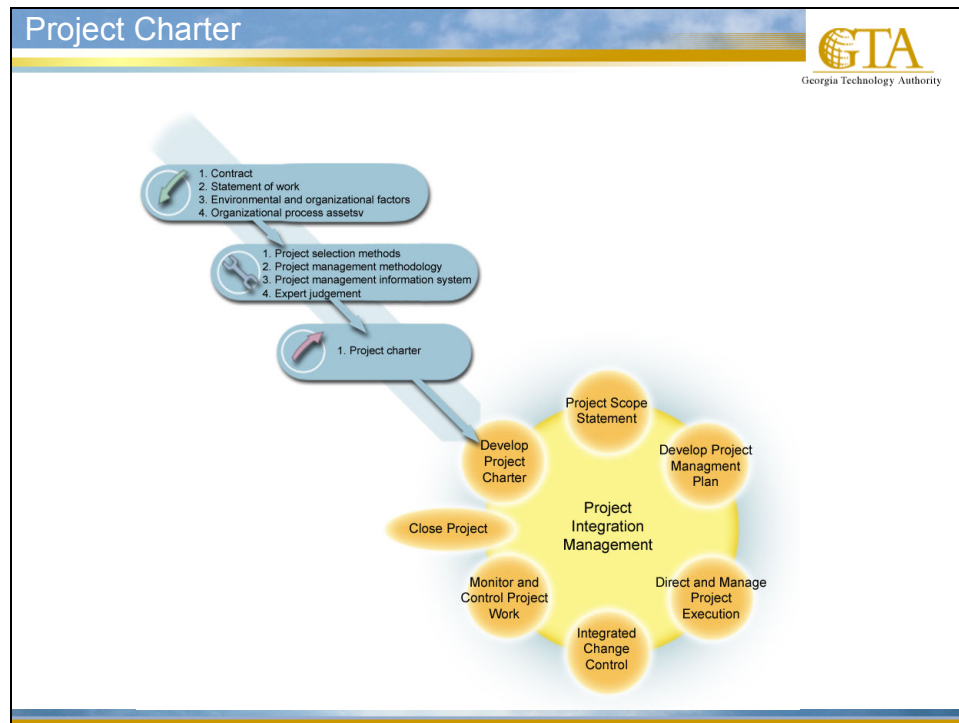 Project Charter
GTA
Georgia Technology Authority
1. Contract
2. Statement of work
3. Environmental and organizational factors
4. Organizational process assetsv
1. Project selection methods
2. Project management methodology
3. Project management information system
4. Expert judgement
1. Project charter
Project Scope
Statement
Develop
Project
Charter
Develop Project
Managment
Plan
Project
Integration
Management
Close Project
Monitor and
Control Project
Work
Direct and Manage
Project
Execution
Integrated
Change
Control